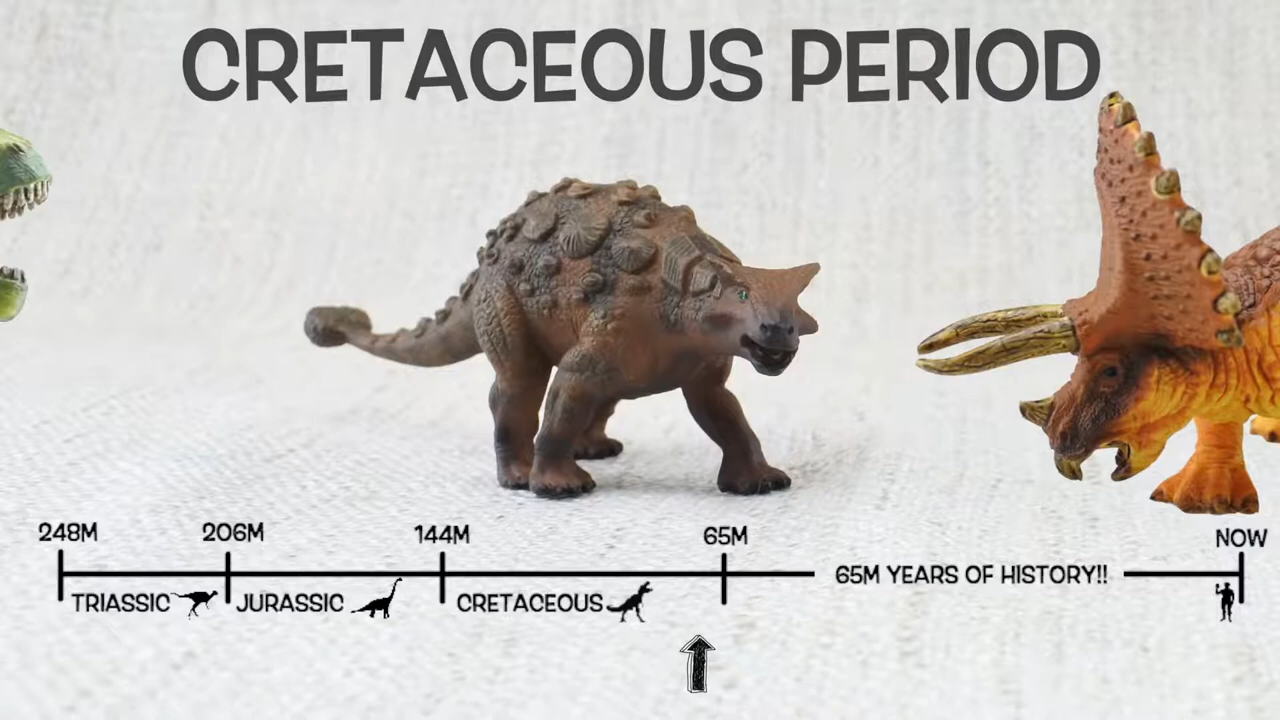 CRETACEOUS PERIOD
248M 206M 144M 65M NOW
65M YEARS OF HISTORY!!
TRIASSIC JURASSIC CRETACEOUS